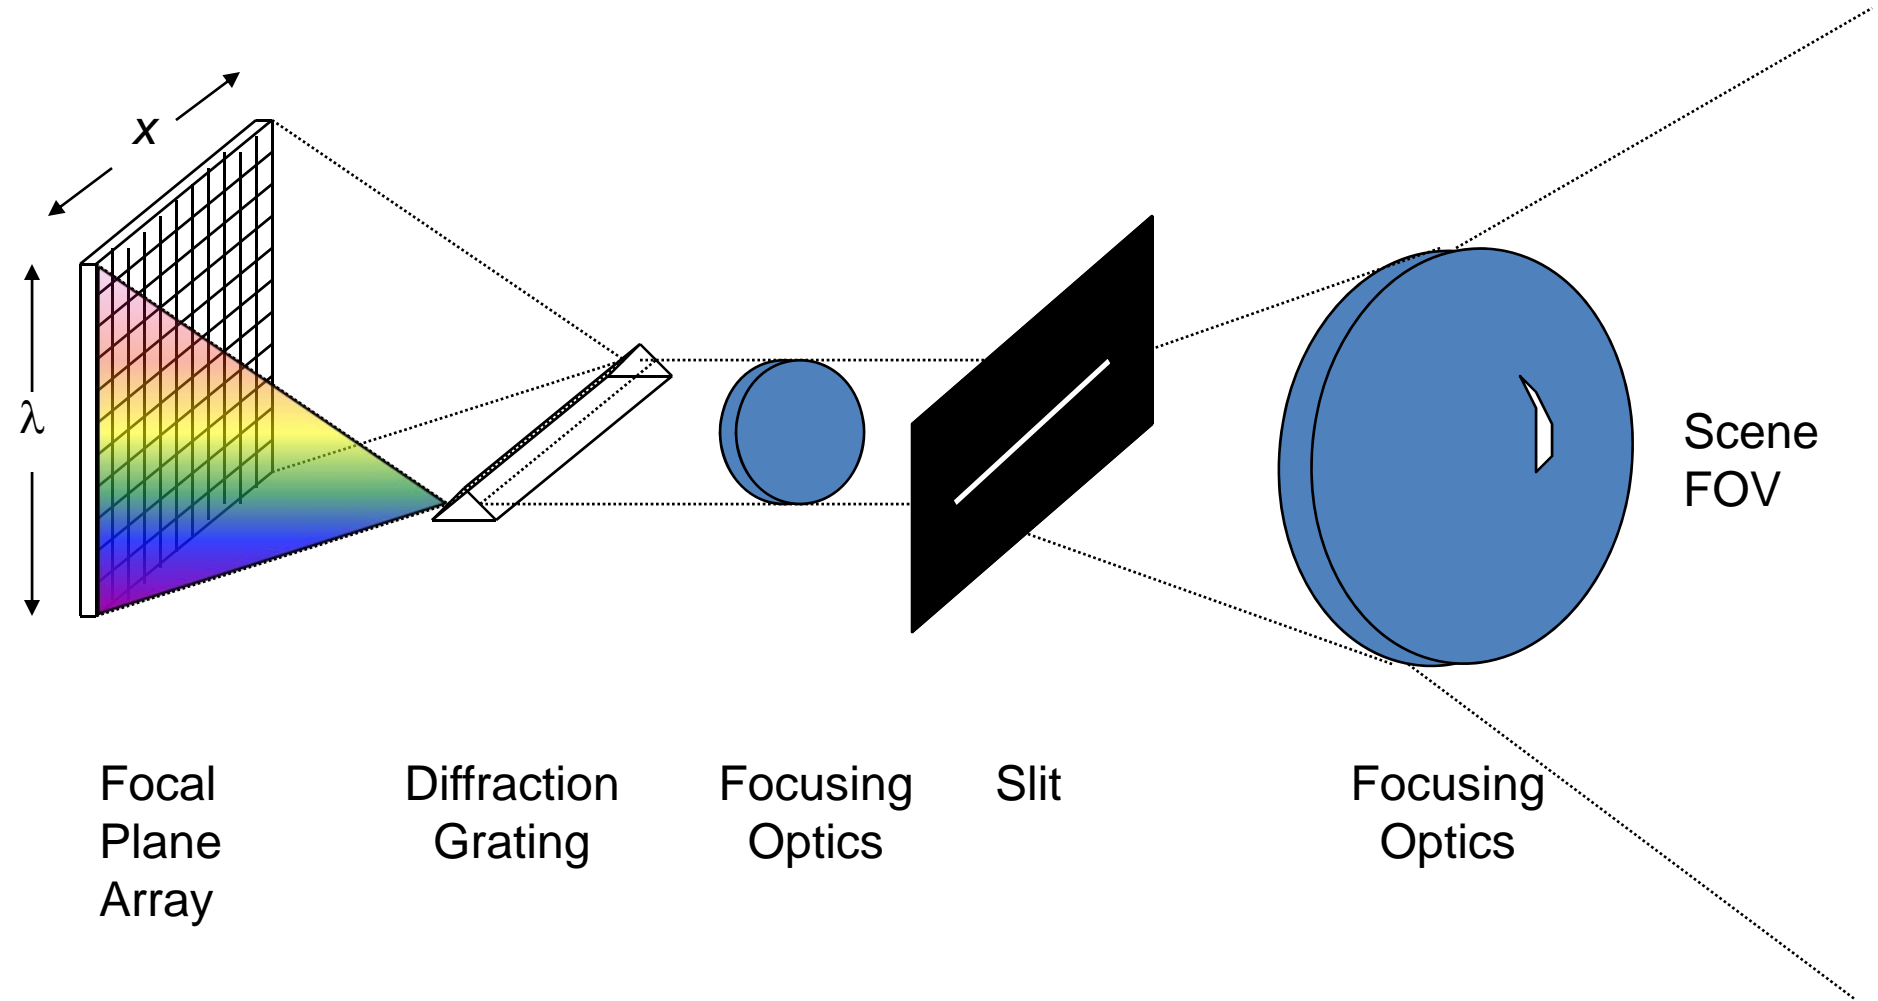 x
λ
Scene
FOV
Focal
Plane
Array
Diffraction
Grating
Focusing
Optics
Slit
Focusing
Optics